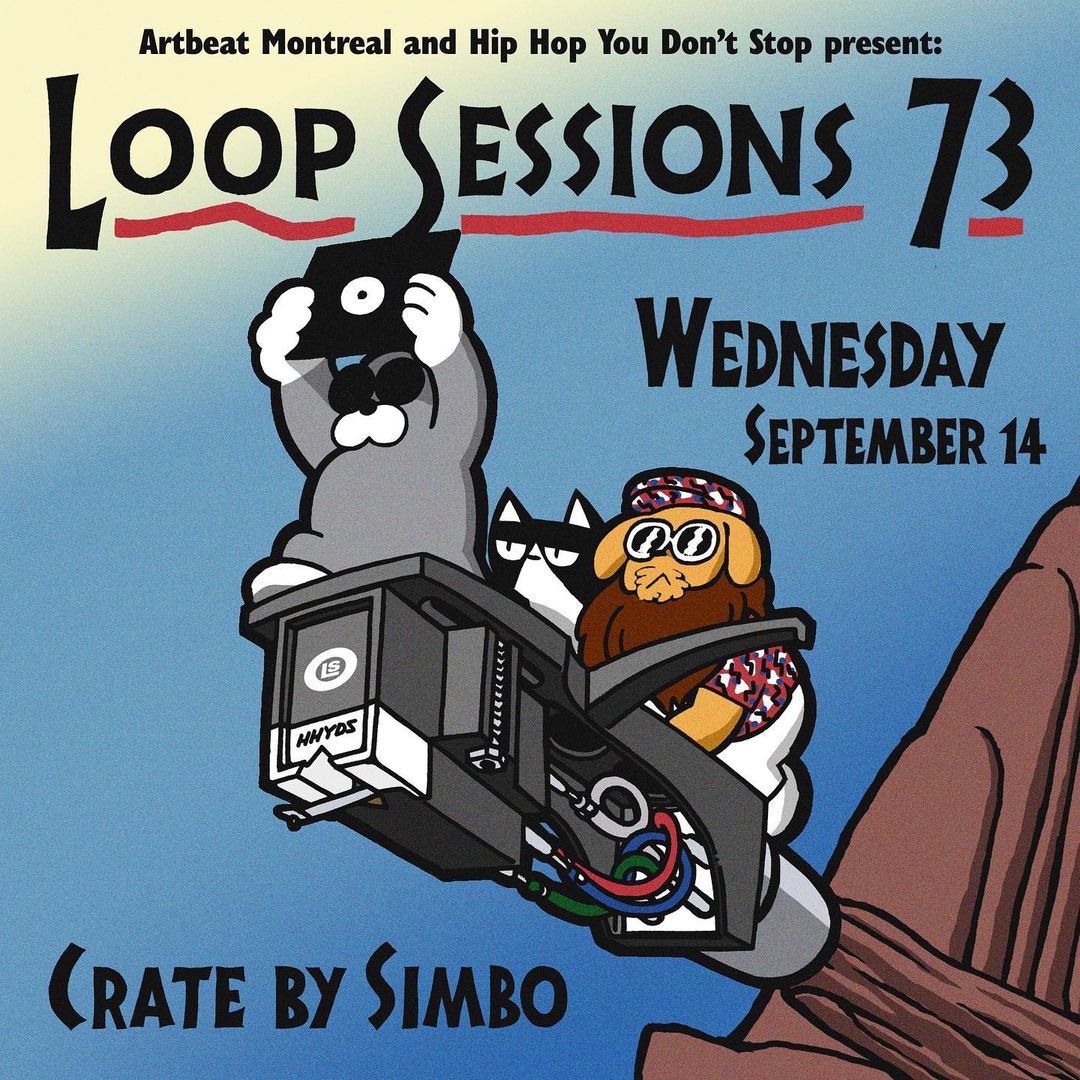 Artbeat Montreal and Hip Hop You Don't Stop present:
LOOP SESSIONS 73
WEDNESDAY
SEPTEMBER 14
LS
HHYDS
CRATE BY SIMBO